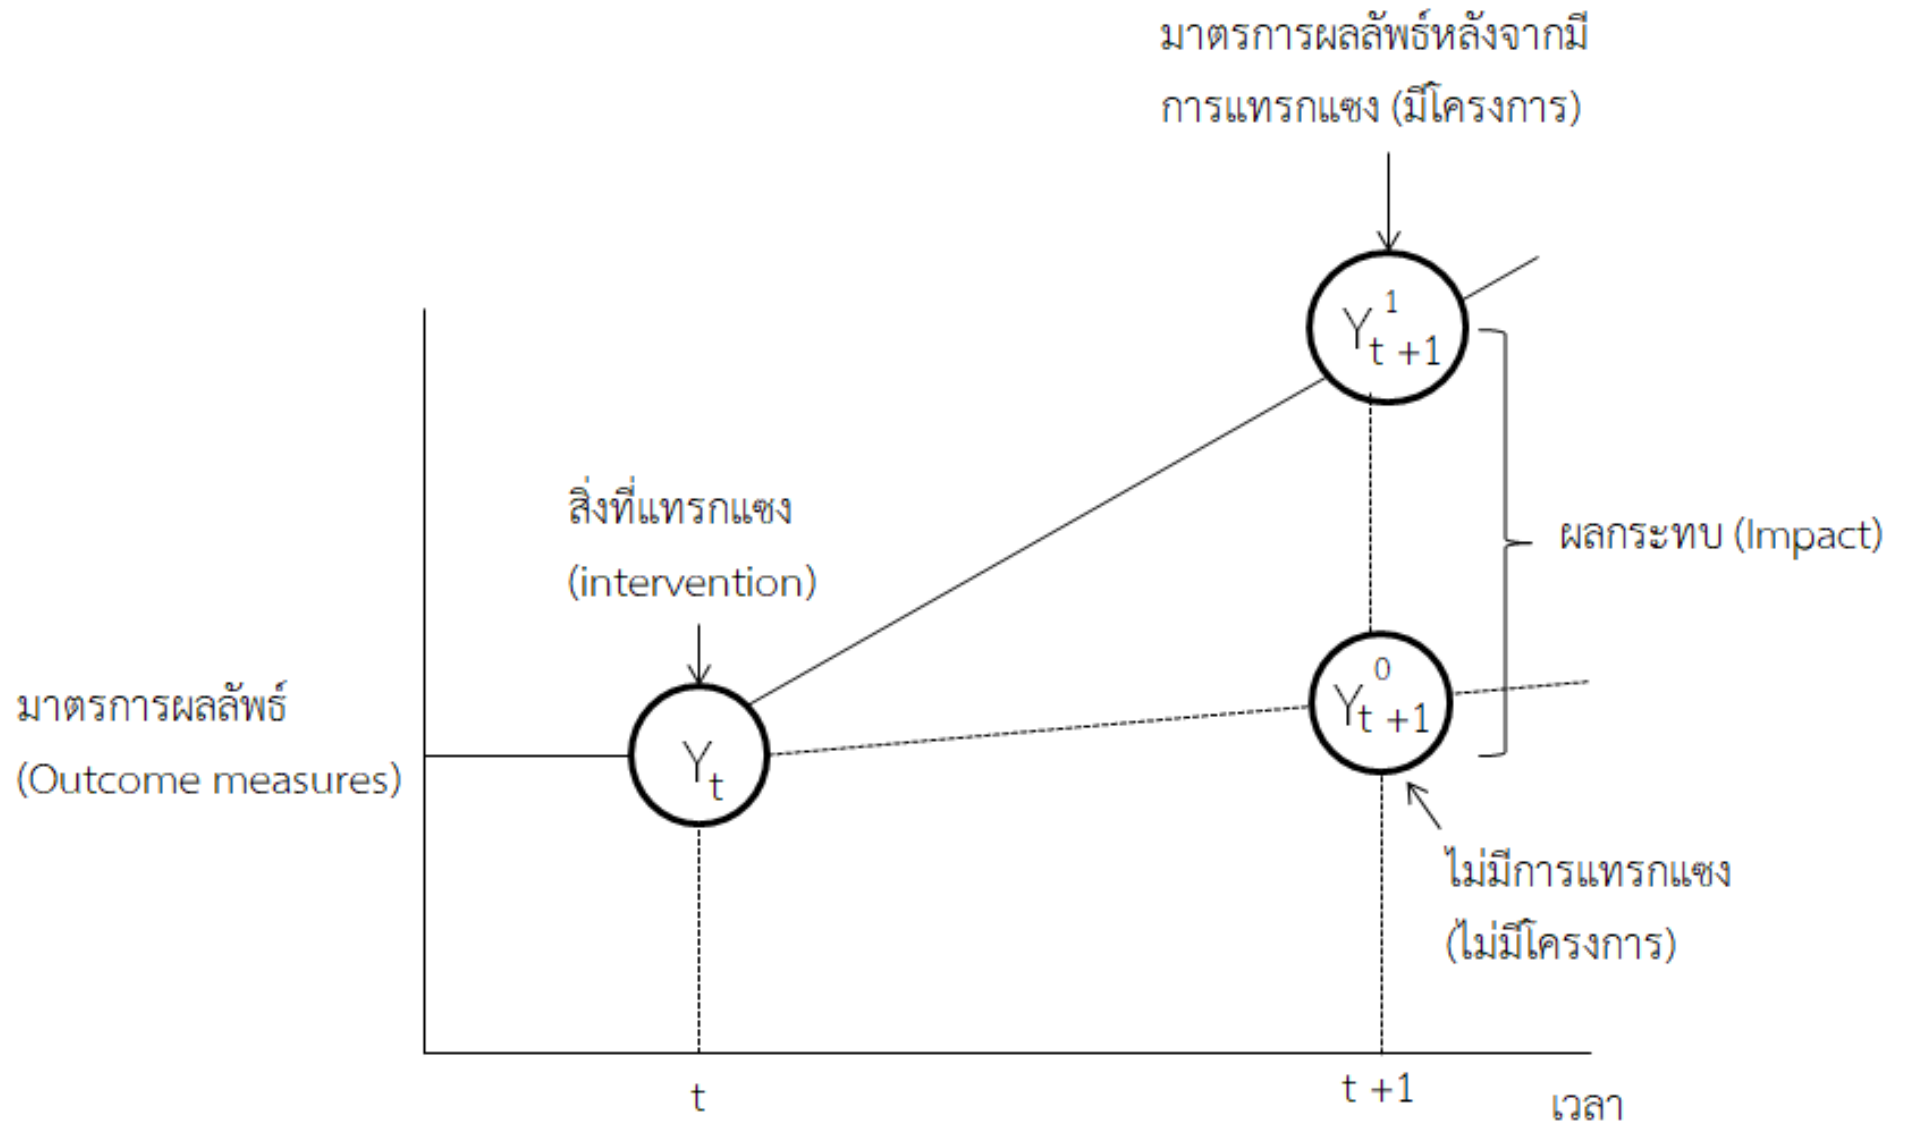 มาตรการผลลัพธ์หลังจากมี
การแทรกแซง (มีโครงการ)
Y 1 t +1
สิ่งที่แทรกแซง
(intervention)
ผลกระทบ (Impact)
Y 0 t +1
มาตรการผลลัพธ์
(Outcome measures)
Y t
ไม่มีการแทรกแซง
(ไม่มีโครงการ)
t
t +1
เวลา